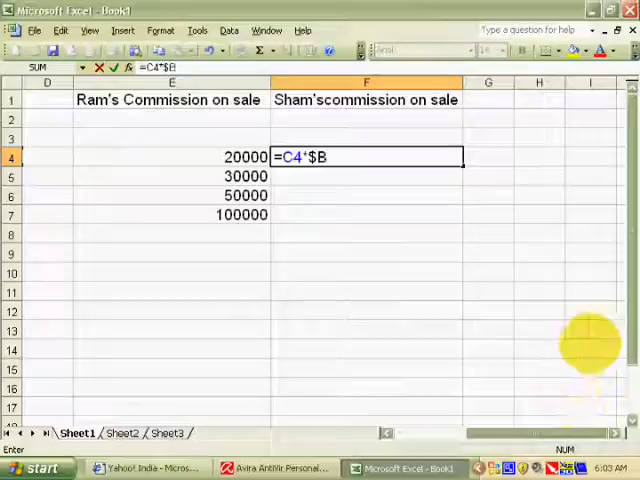 Microsoft Excel - Book1
File Edit View Insert Format Tools Data Window Help
Type a question for help
Σ Arial 14 B
SUM =C4*$B
D E F G H I
1 Ram's Commission on sale Sham'scommission on sale
2
3
4 20000 =C4*$B
5 30000
6 50000
7 100000
8
9
10
11
12
13
14
15
16
17
Sheet1 Sheet2 Sheet3
Enter NUM
start Yahoo! India - Micros... Avira AntiVir Personal... Microsoft Excel - Book1 6:03 AM